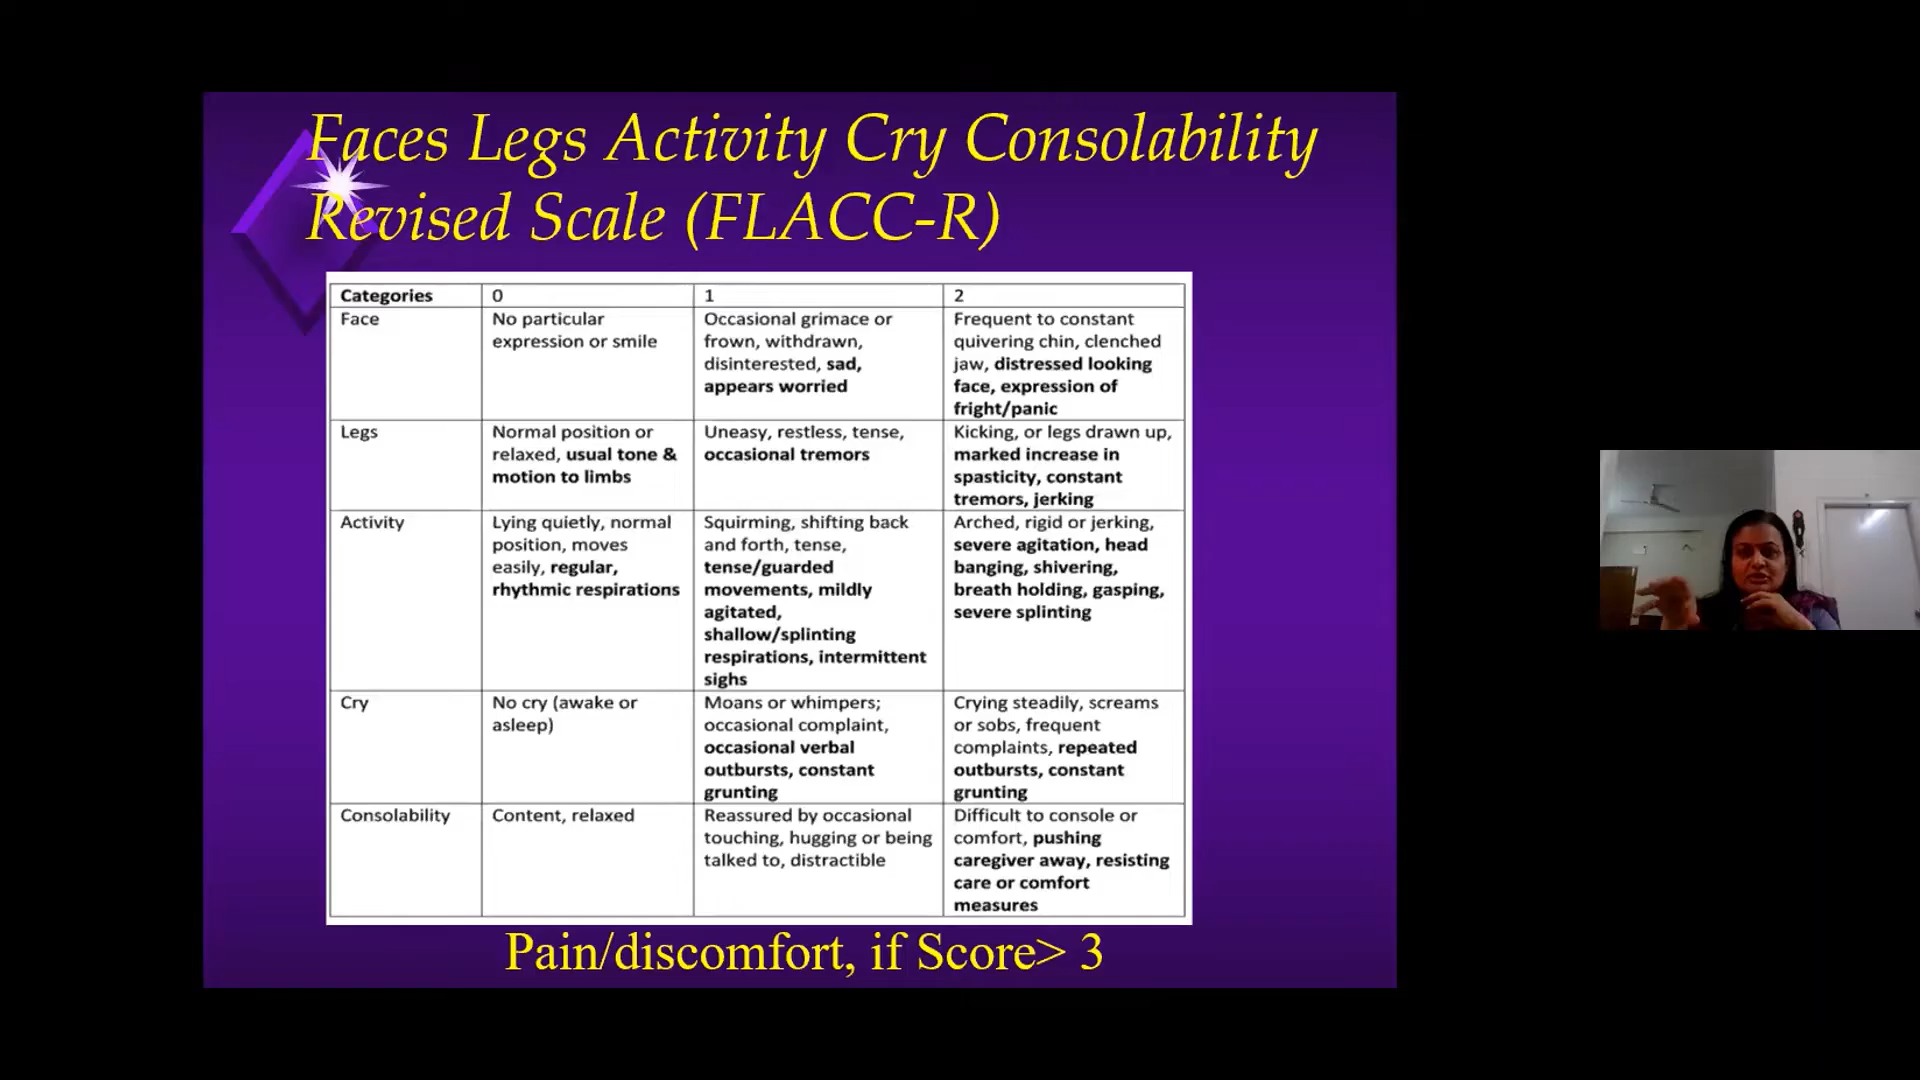 Faces Legs Activity Cry Consolability
Revised Scale (FLACC-R)
Categories
0
1
2
Face
No particular
expression or smile
Occasional grimace or
frown, withdrawn,
disinterested, sad,
appears worried
Frequent to constant
quivering chin, clenched
jaw, distressed looking
face, expression of
fright/panic
Legs
Normal position or
relaxed, usual tone &
motion to limbs
Uneasy, restless, tense,
occasional tremors
Kicking, or legs drawn up,
marked increase in
spasticity, constant
tremors, jerking
Activity
Lying quietly, normal
position, moves
easily, regular,
rhythmic respirations
Squirming, shifting back
and forth, tense,
tense/guarded
movements, mildly
agitated,
shallow/splinting
respirations, intermittent
sighs
Arched, rigid or jerking,
severe agitation, head
banging, shivering,
breath holding, gasping,
severe splinting
Cry
No cry (awake or
asleep)
Moans or whimpers;
occasional complaint,
occasional verbal
outbursts, constant
grunting
Crying steadily, screams
or sobs, frequent
complaints, repeated
outbursts, constant
grunting
Consolability
Content, relaxed
Reassured by occasional
touching, hugging or being
talked to, distractible
Difficult to console or
comfort, pushing
caregiver away, resisting
care or comfort
measures
Pain/discomfort, if Score> 3